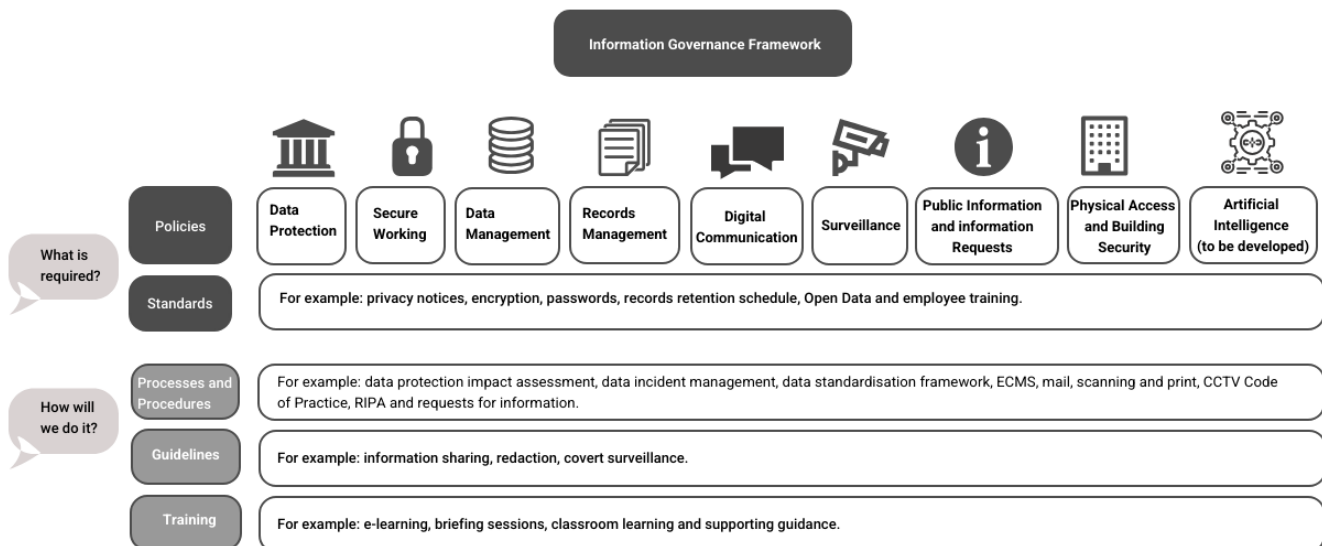 Information Governance Framework
What is
required?
Policies
Data
Protection
Secure
Working
Data
Management
Records
Management
Digital
Communication
Surveillance
Public Information
and information
Requests
Physical Access
and Building
Security
Artificial
Intelligence
(to be developed)
Standards
For example: privacy notices, encryption, passwords, records retention schedule, Open Data and employee training.
How will
we do it?
Processes and
Procedures
For example: data protection impact assessment, data incident management, data standardisation framework, ECMS, mail, scanning and print, CCTV Code
of Practice, RIPA and requests for information.
Guidelines
For example: information sharing, redaction, covert surveillance.
Training
For example: e-learning, briefing sessions, classroom learning and supporting guidance.